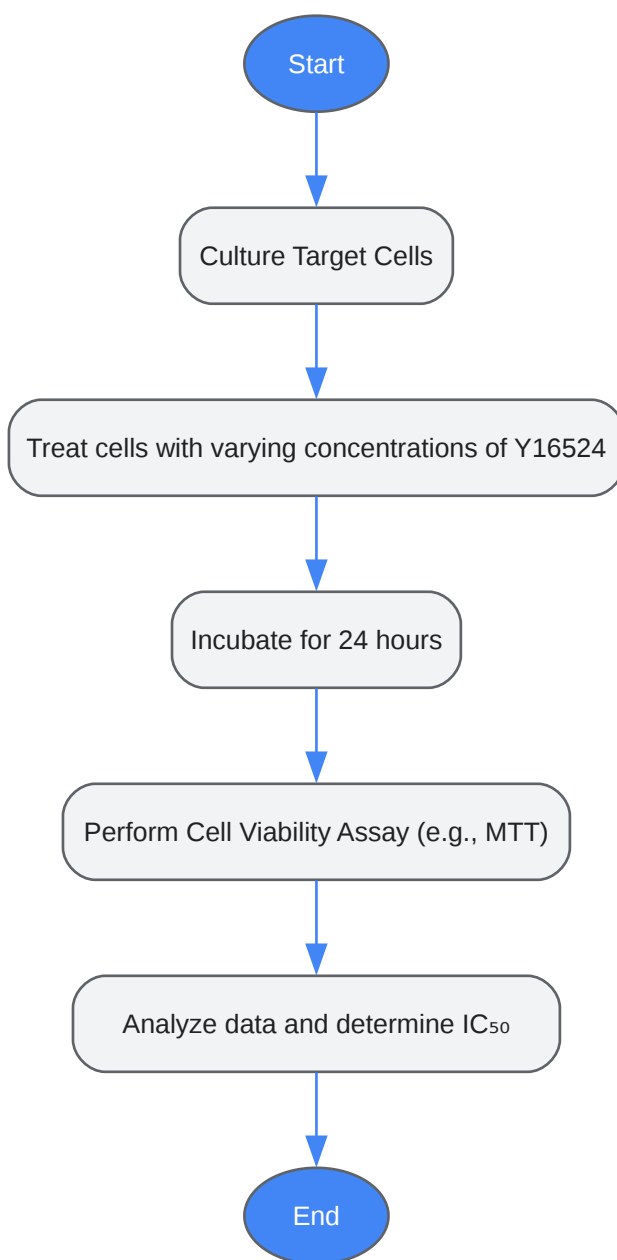 Start
Culture Target Cells
Treat cells with varying concentrations of Y16524
Incubate for 24 hours
Perform Cell Viability Assay (e.g., MTT)
Analyze data and determine IC₅₀
End